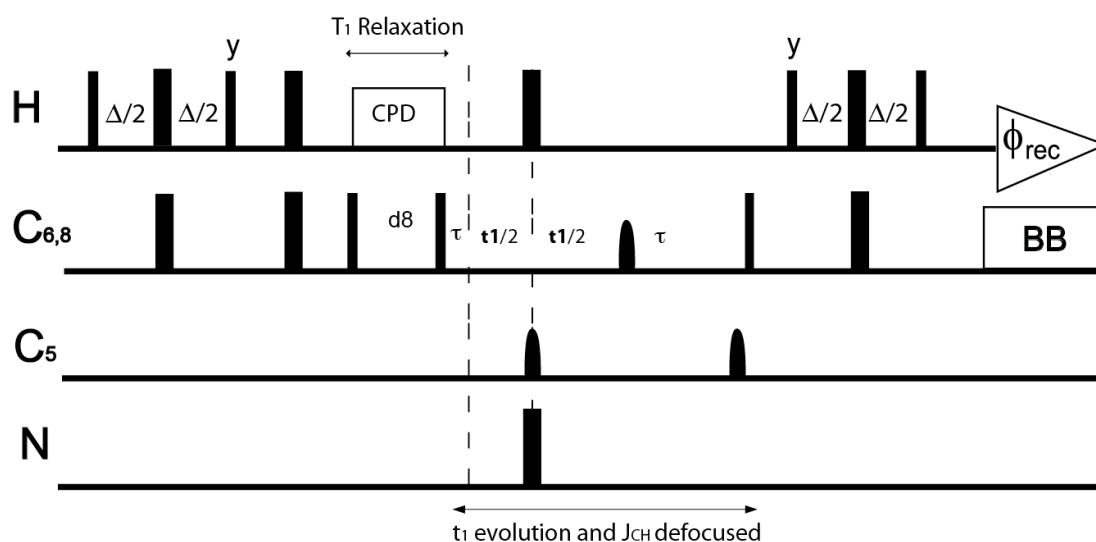 T₁ Relaxation
y
y
H
Δ/2
Δ/2
CPD
Δ/2
Δ/2
ϕrec
C6,8
d8
τ
t1/2
t1/2
τ
BB
C5
N
t₁ evolution and JCH defocused